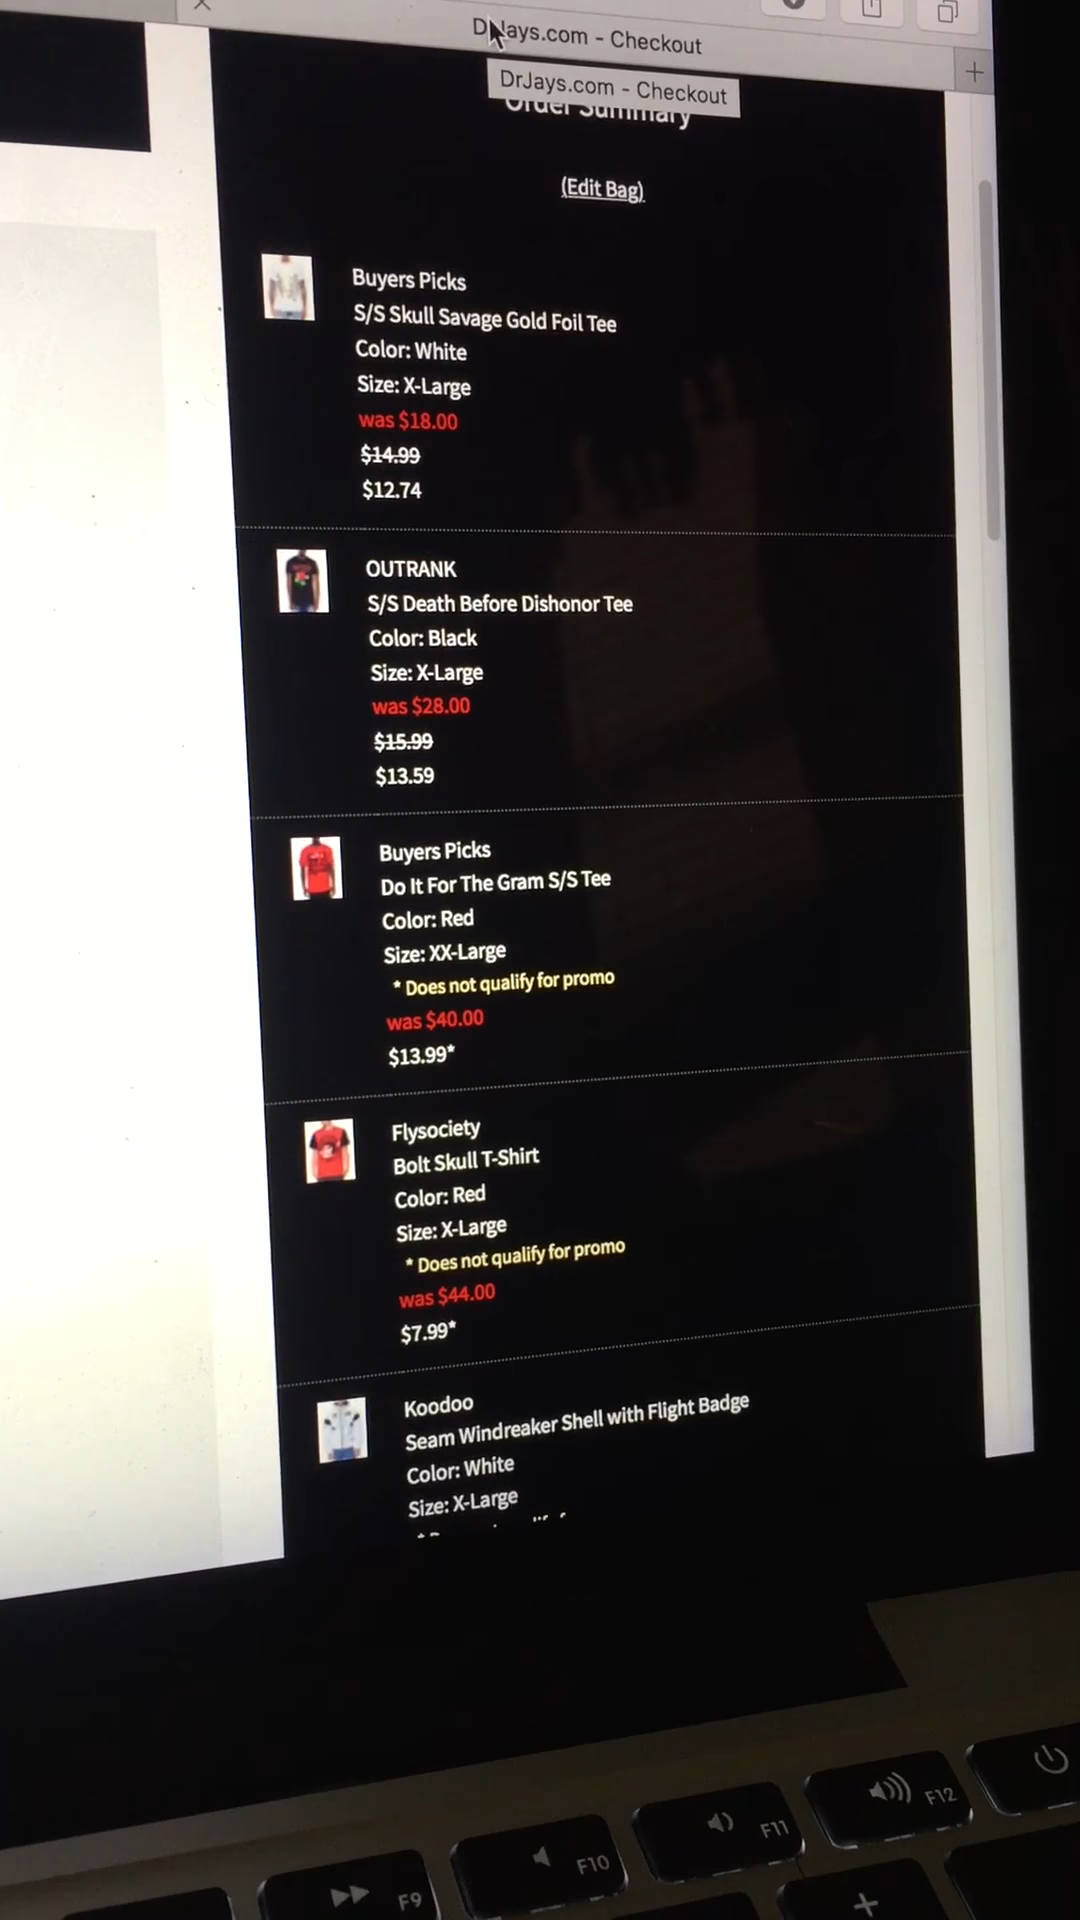 DrJays.com - Checkout
DrJays.com - Checkout
Order Summary
(Edit Bag)
Buyers Picks
S/S Skull Savage Gold Foil Tee
Color: White
Size: X-Large
was $18.00
$14.99
$12.74
OUTRANK
S/S Death Before Dishonor Tee
Color: Black
Size: X-Large
was $28.00
$15.99
$13.59
Buyers Picks
Do It For The Gram S/S Tee
Color: Red
Size: XX-Large
* Does not qualify for promo
was $40.00
$13.99*
Flysociety
Bolt Skull T-Shirt
Color: Red
Size: X-Large
* Does not qualify for promo
was $44.00
$7.99*
Koodoo
Seam Windreaker Shell with Flight Badge
Color: White
Size: X-Large
F9
F10
F11
F12
+